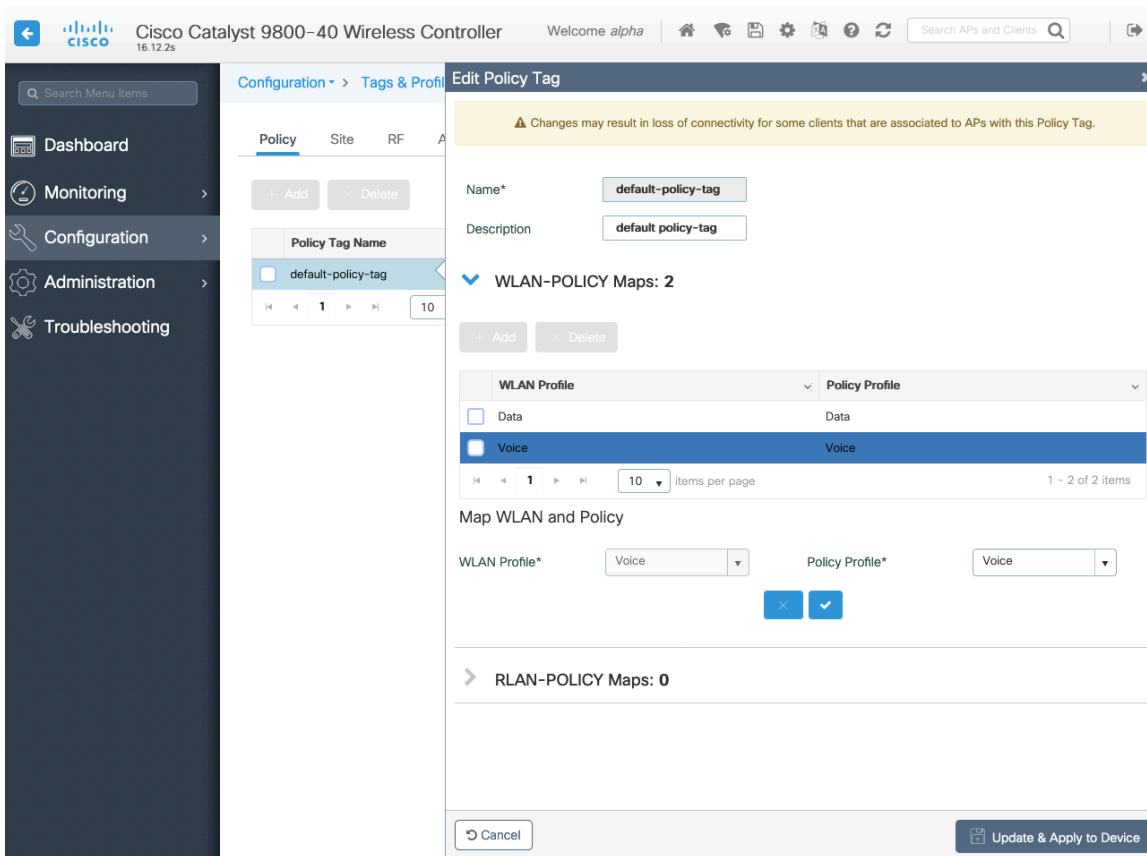 CISCO
Cisco Catalyst 9800-40 Wireless Controller
16.12.2s
Welcome alpha
Search APs and Clients
Search Menu Items
Dashboard
Monitoring
Configuration
Administration
Troubleshooting
Configuration > Tags & Profil
Policy Site RF A
+ Add × Delete
Policy Tag Name
default-policy-tag
1 10
Edit Policy Tag
Changes may result in loss of connectivity for some clients that are associated to APs with this Policy Tag.
Name* default-policy-tag
Description default policy-tag
WLAN-POLICY Maps: 2
+ Add × Delete
WLAN Profile Policy Profile
Data Data
Voice Voice
1 10 items per page 1 - 2 of 2 items
Map WLAN and Policy
WLAN Profile* Voice Policy Profile* Voice
RLAN-POLICY Maps: 0
Cancel Update & Apply to Device